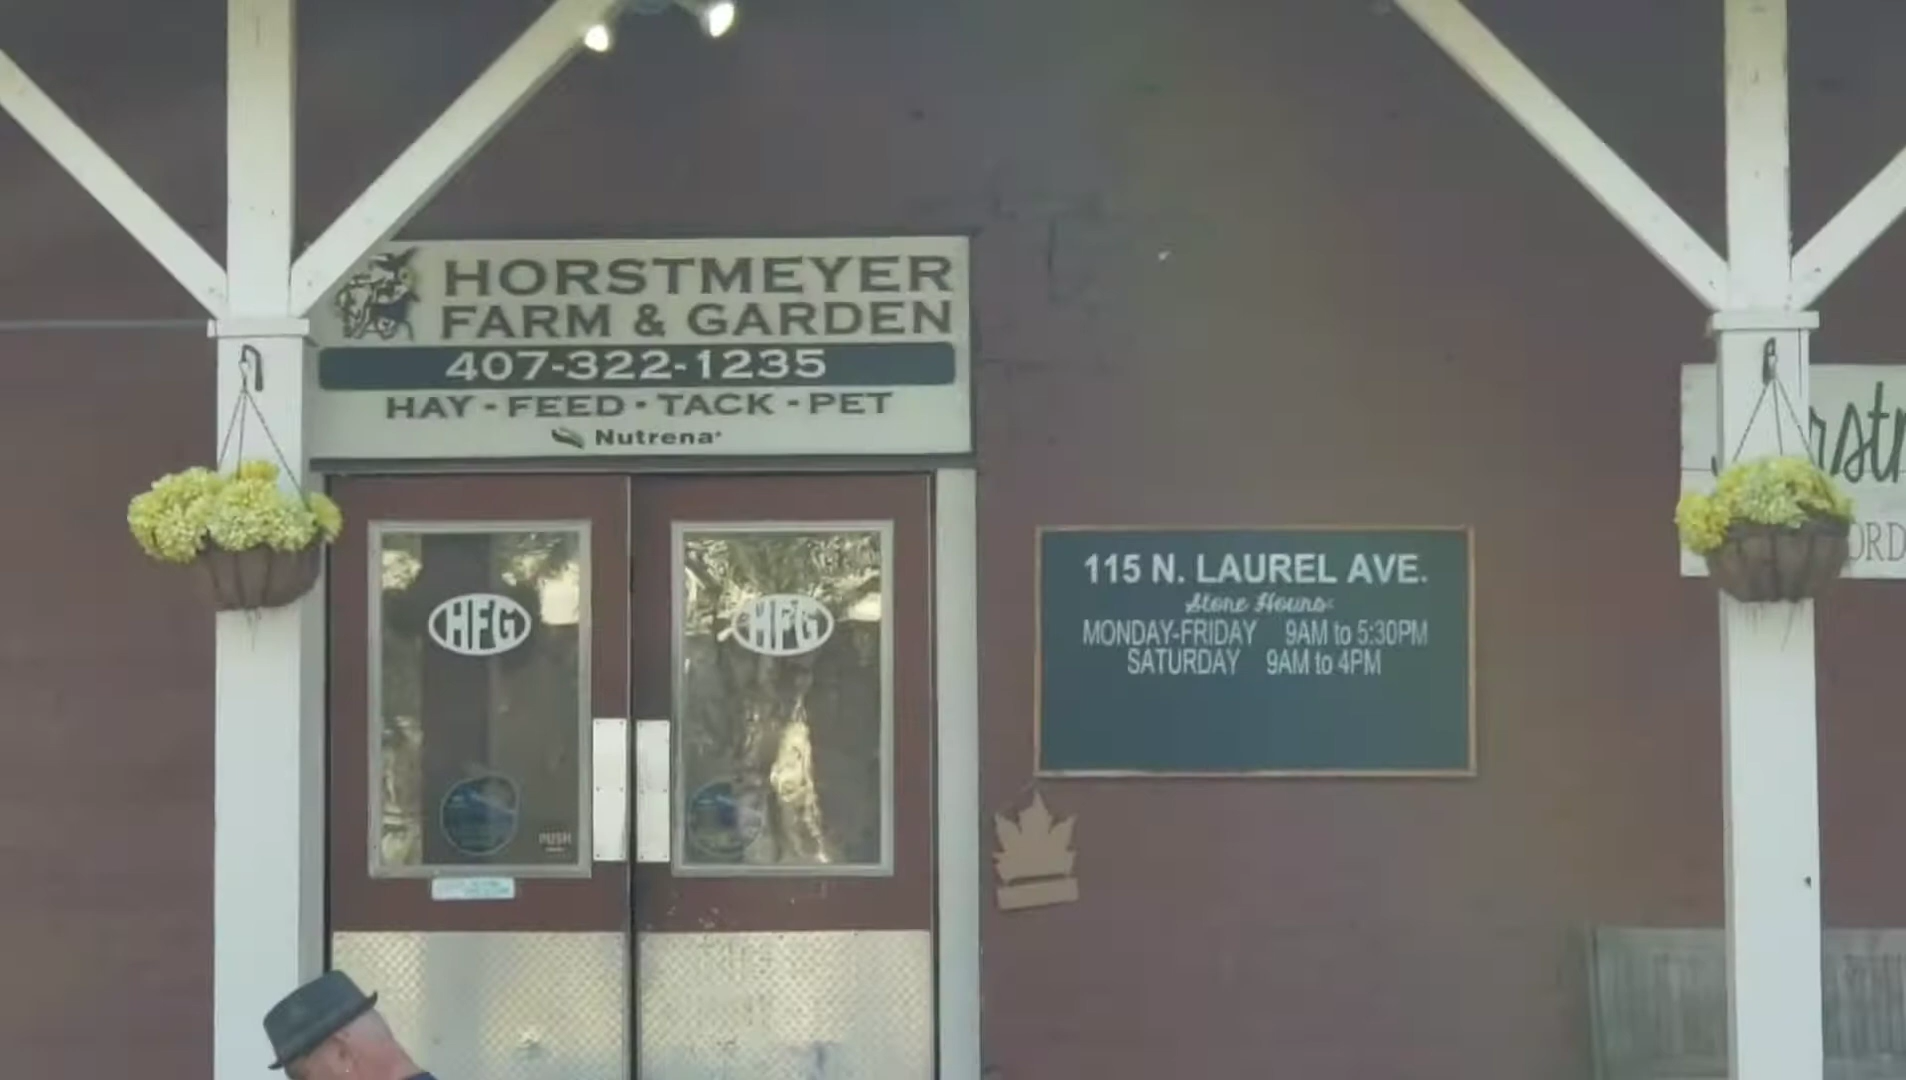 HORSTMEYER
FARM & GARDEN
407-322-1235
HAY - FEED - TACK - PET
Nutrena
HFG
HFG
PUSH
115 N. LAUREL AVE.
Store Hours:
MONDAY-FRIDAY 9AM to 5:30PM
SATURDAY 9AM to 4PM